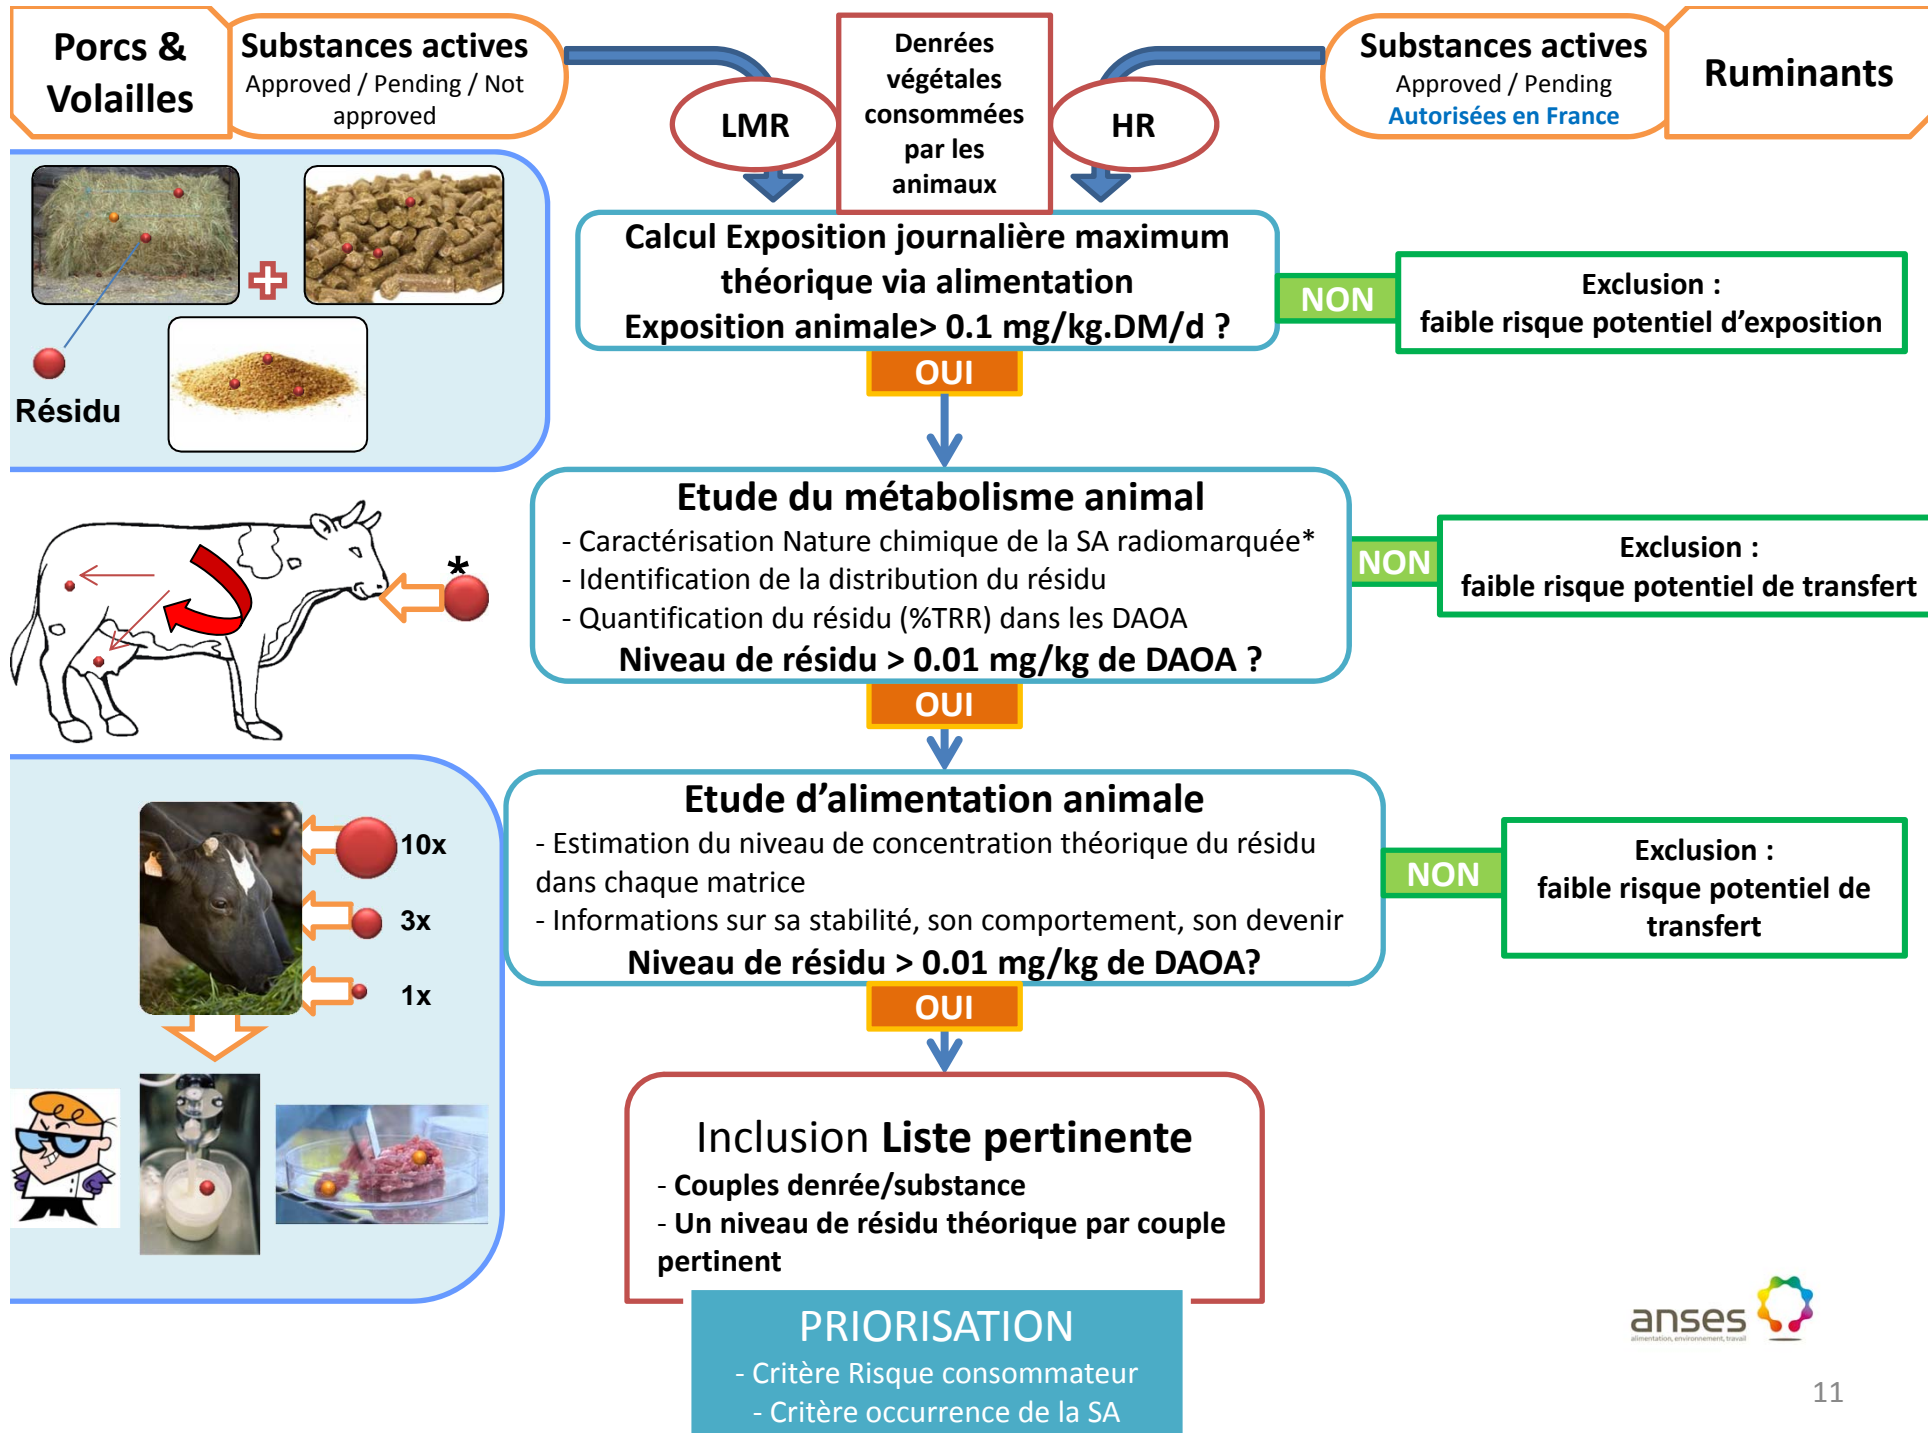 Porcs &
Volailles
Substances actives
Approved / Pending / Not
approved
LMR
Denrées
végétales
consommées
par les
animaux
HR
Substances actives
Approved / Pending
Autorisées en France
Ruminants
Résidu
Calcul Exposition journalière maximum
théorique via alimentation
Exposition animale> 0.1 mg/kg.DM/d ?
NON
Exclusion :
faible risque potentiel d'exposition
OUI
*
Etude du métabolisme animal
- Caractérisation Nature chimique de la SA radiomarquée*
- Identification de la distribution du résidu
- Quantification du résidu (%TRR) dans les DAOA
Niveau de résidu > 0.01 mg/kg de DAOA ?
NON
Exclusion :
faible risque potentiel de transfert
OUI
10x
3x
1x
Etude d'alimentation animale
- Estimation du niveau de concentration théorique du résidu
dans chaque matrice
- Informations sur sa stabilité, son comportement, son devenir
Niveau de résidu > 0.01 mg/kg de DAOA?
NON
Exclusion :
faible risque potentiel de
transfert
OUI
Inclusion Liste pertinente
- Couples denrée/substance
- Un niveau de résidu théorique par couple
pertinent
PRIORISATION
- Critère Risque consommateur
- Critère occurrence de la SA
anses
alimentation, environnement, travail
11